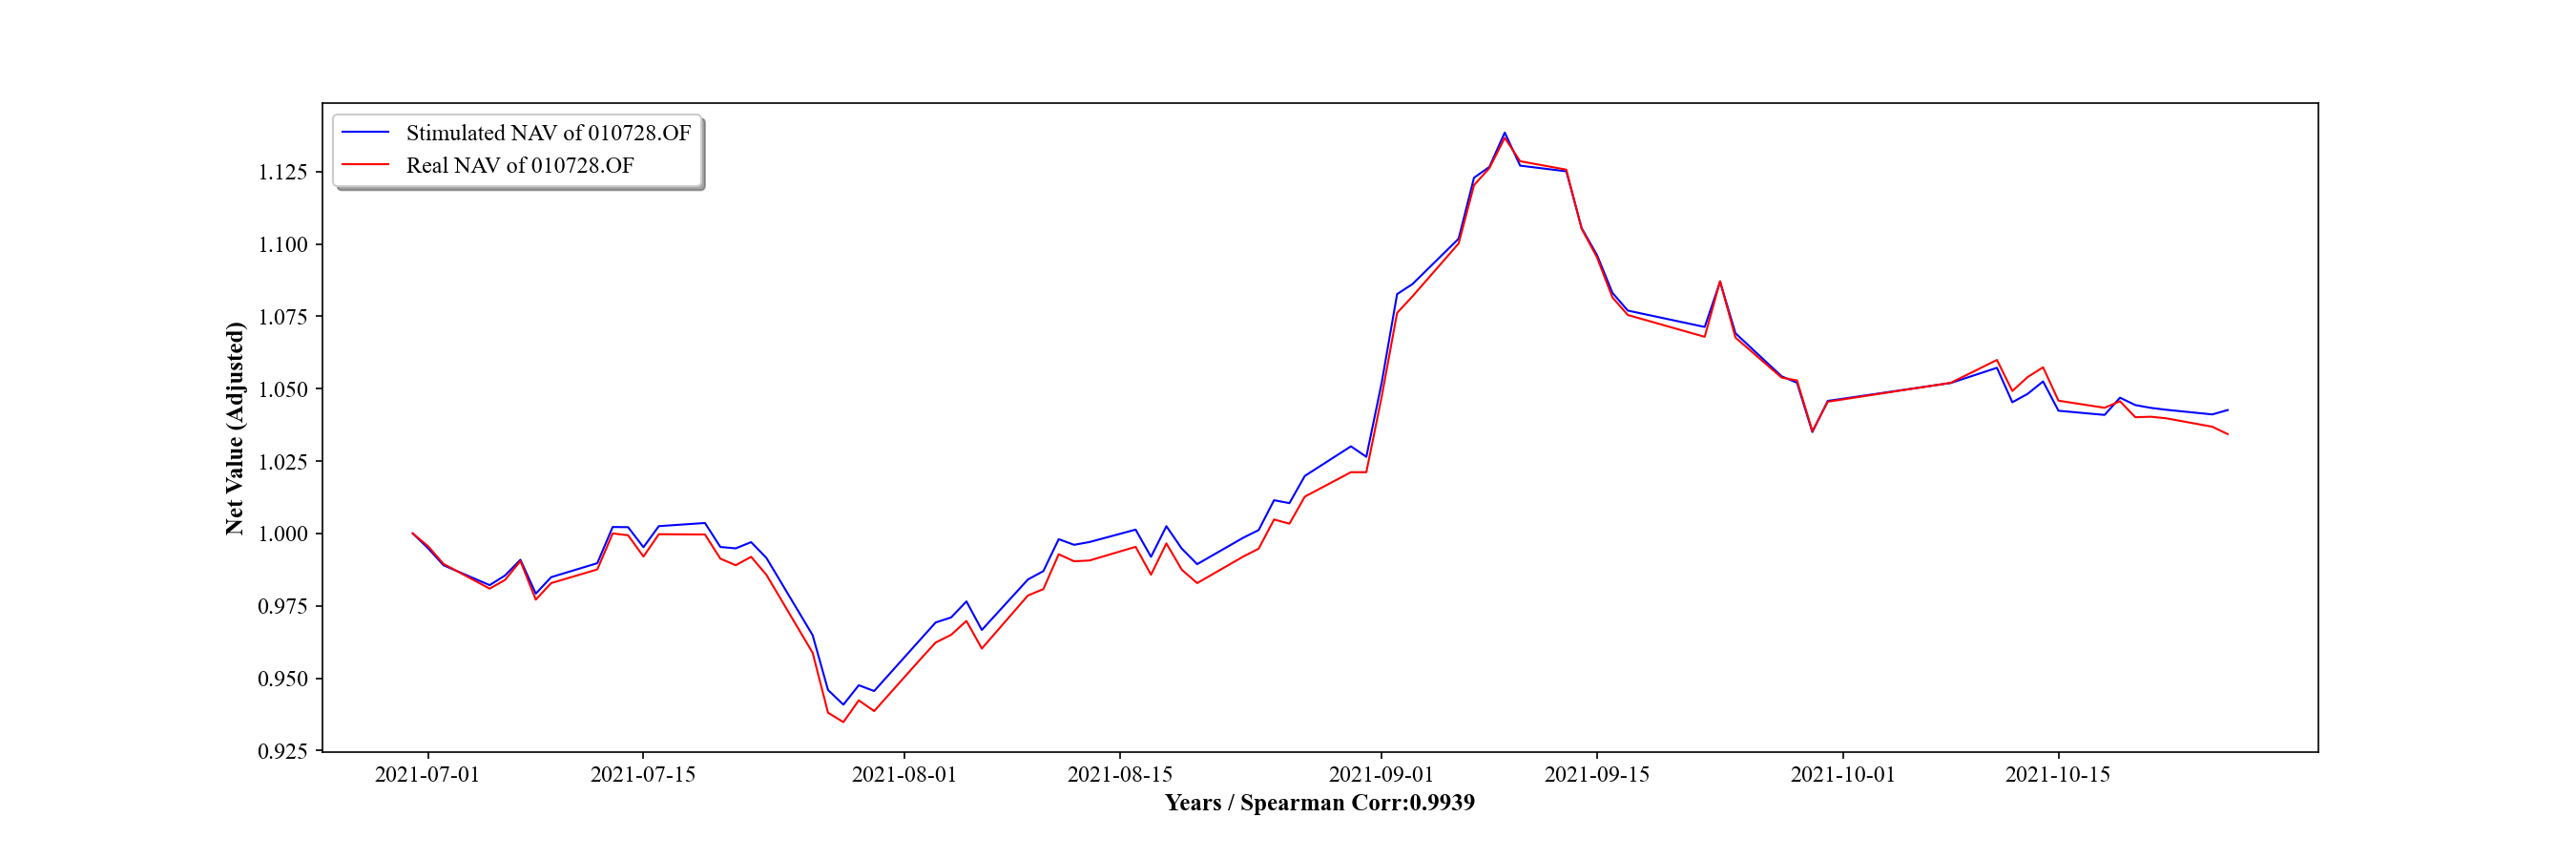 Stimulated NAV of 010728.OF
Real NAV of 010728.OF
Net Value (Adjusted)
1.125
1.100
1.075
1.050
1.025
1.000
0.975
0.950
0.925
2021-07-01 2021-07-15 2021-08-01 2021-08-15 2021-09-01 2021-09-15 2021-10-01 2021-10-15
Years / Spearman Corr:0.9939